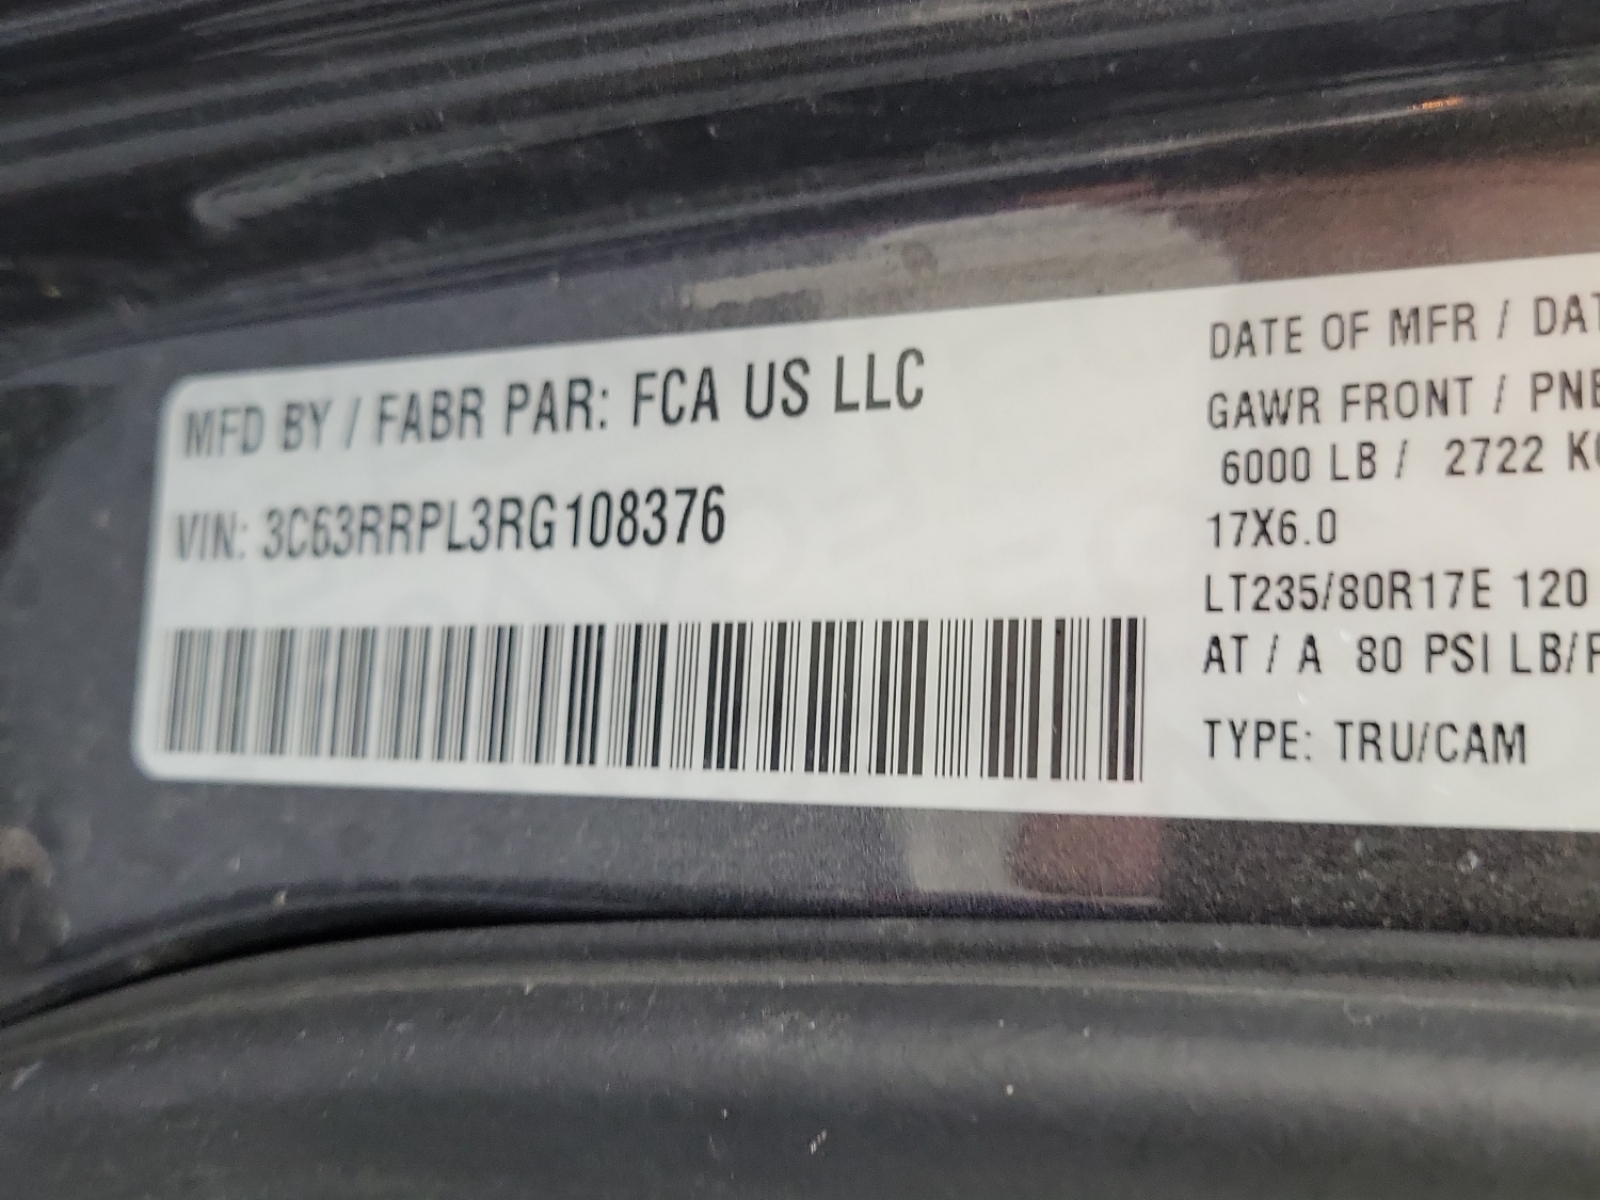 MFD BY / FABR PAR: FCA US LLC
VIN: 3C63RRPL3RG108376
DATE OF MFR / DAT
GAWR FRONT / PNE
6000 LB / 2722 KG
17X6.0
LT235/80R17E 120
AT / A 80 PSI LB/P
TYPE: TRU/CAM